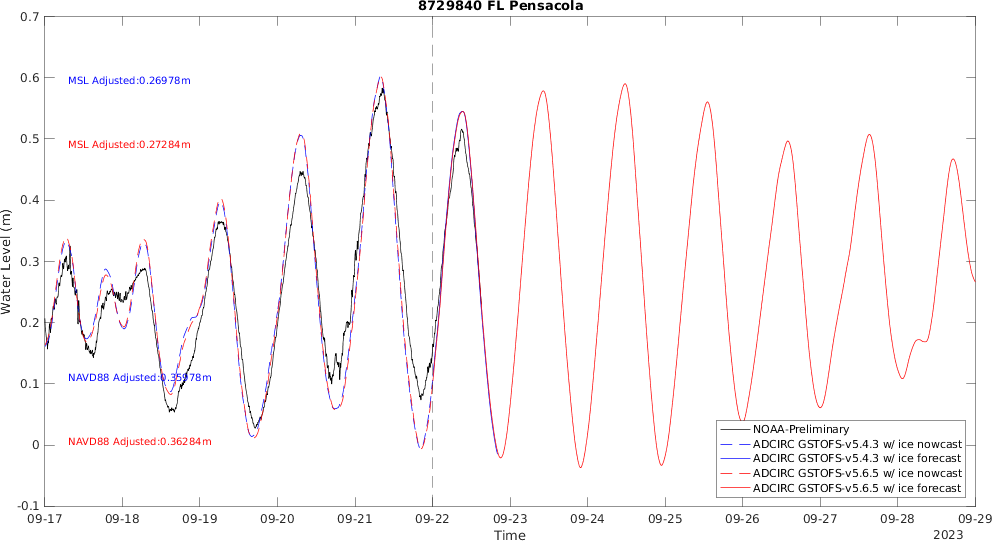 8729840 FL Pensacola
0.7
0.6
0.5
0.4
0.3
0.2
0.1
0
-0.1
Water Level (m)
MSL Adjusted:0.26978m
MSL Adjusted:0.27284m
NAVD88 Adjusted:0.35978m
NAVD88 Adjusted:0.36284m
NOAA-Preliminary
ADCIRC GSTOFS-v5.4.3 w/ ice nowcast
ADCIRC GSTOFS-v5.4.3 w/ ice forecast
ADCIRC GSTOFS-v5.6.5 w/ ice nowcast
ADCIRC GSTOFS-v5.6.5 w/ ice forecast
09-17 09-18 09-19 09-20 09-21 09-22 09-23 09-24 09-25 09-26 09-27 09-28 09-29
Time
2023